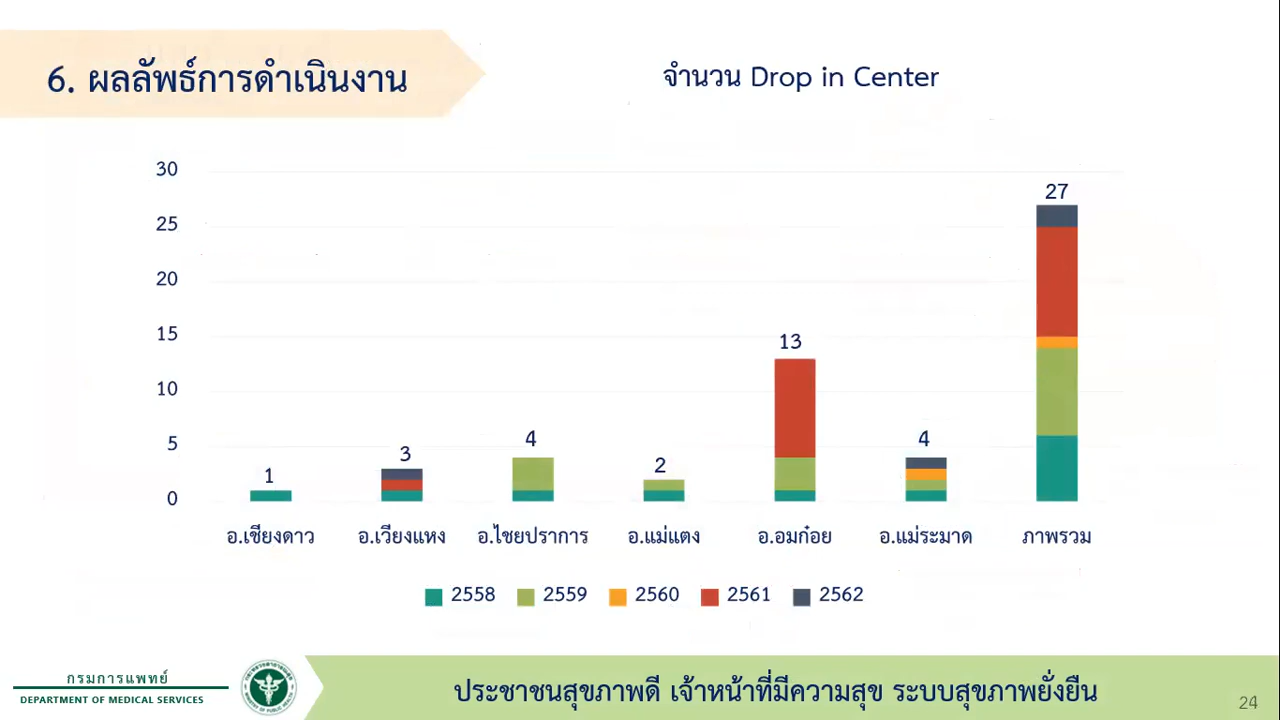 6. ผลลัพธ์การดำเนินงาน
จำนวน Drop in Center
30
25
20
15
10
5
0
1
3
4
2
13
4
27
อ.เชียงดาว
อ.เวียงแหง
อ.ไชยปราการ
อ.แม่แตง
อ.อมก๋อย
อ.แม่ระมาด
ภาพรวม
2558
2559
2560
2561
2562
กรมการแพทย์
DEPARTMENT OF MEDICAL SERVICES
ประชาชนสุขภาพดี เจ้าหน้าที่มีความสุข ระบบสุขภาพยั่งยืน
24